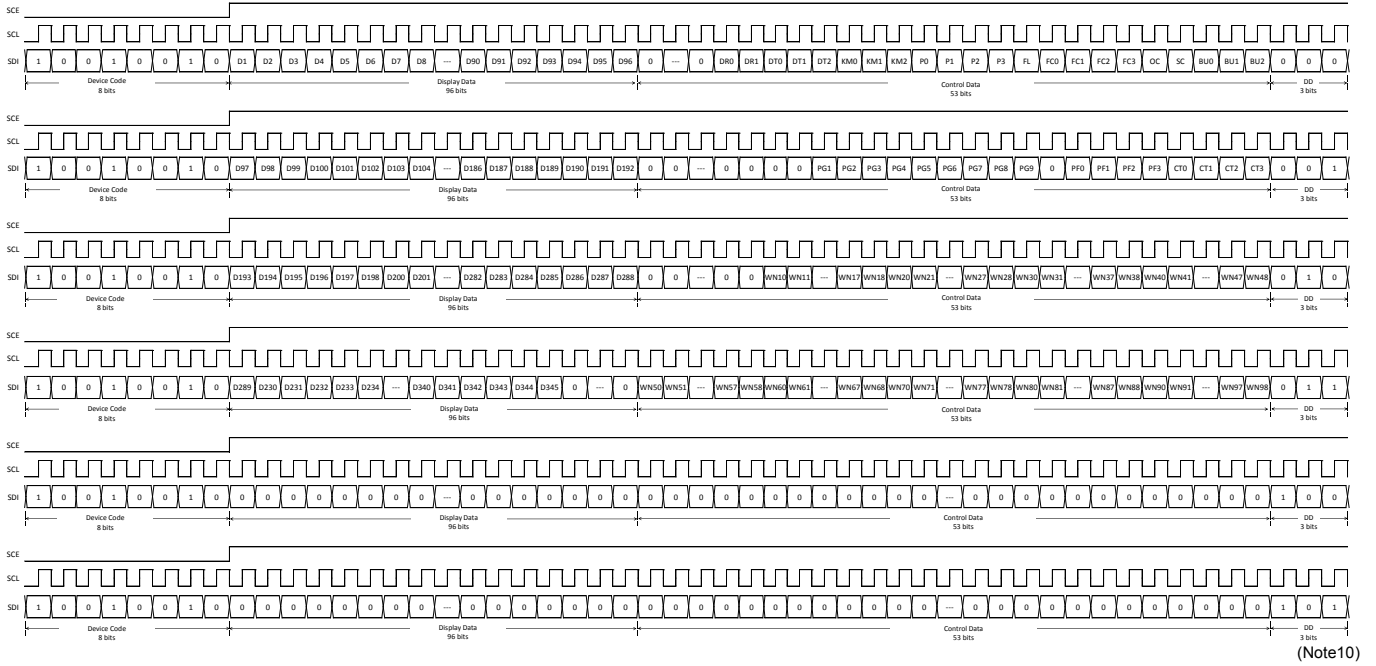 SCE
SCL
SDI 1 0 0 1 0 0 1 0 D1 D2 D3 D4 D5 D6 D7 D8 --- D90 D91 D92 D93 D94 D95 D96 0 --- 0 DR0 DR1 DT0 DT1 DT2 KM0 KM1 KM2 P0 P1 P2 P3 FL FC0 FC1 FC2 FC3 OC SC BU0 BU1 BU2 0 0 0
Device Code Display Data Control Data DD
8 bits 96 bits 53 bits 3 bits
SCE
SCL
SDI 1 0 0 1 0 0 1 0 D97 D98 D99 D100 D101 D102 D103 D104 --- D186 D187 D188 D189 D190 D191 D192 0 0 --- 0 0 0 0 PG1 PG2 PG3 PG4 PG5 PG6 PG7 PG8 PG9 0 PF0 PF1 PF2 PF3 CT0 CT1 CT2 CT3 0 0 1
Device Code Display Data Control Data DD
8 bits 96 bits 53 bits 3 bits
SCE
SCL
SDI 1 0 0 1 0 0 1 0 D193 D194 D195 D196 D197 D198 D200 D201 --- D282 D283 D284 D285 D286 D287 D288 0 0 --- 0 0 WN10 WN11 --- WN17 WN18 WN20 WN21 --- WN27 WN28 WN30 WN31 --- WN37 WN38 WN40 WN41 --- WN47 WN48 0 1 0
Device Code Display Data Control Data DD
8 bits 96 bits 53 bits 3 bits
SCE
SCL
SDI 1 0 0 1 0 0 1 0 D289 D230 D231 D232 D233 D234 --- D340 D341 D342 D343 D344 D345 0 --- 0 WN50 WN51 --- WN57 WN58 WN60 WN61 --- WN67 WN68 WN70 WN71 --- WN77 WN78 WN80 WN81 --- WN87 WN88 WN90 WN91 --- WN97 WN98 0 1 1
Device Code Display Data Control Data DD
8 bits 96 bits 53 bits 3 bits
SCE
SCL
SDI 1 0 0 1 0 0 1 0 0 0 0 0 0 0 0 0 --- 0 0 0 0 0 0 0 0 0 0 0 0 0 0 0 0 0 0 0 --- 0 0 0 0 0 0 0 0 0 0 0 0 1 0 0
Device Code Display Data Control Data DD
8 bits 96 bits 53 bits 3 bits
SCE
SCL
SDI 1 0 0 1 0 0 1 0 0 0 0 0 0 0 0 0 --- 0 0 0 0 0 0 0 0 0 0 0 0 0 0 0 0 0 0 0 --- 0 0 0 0 0 0 0 0 0 0 0 0 1 0 1
Device Code Display Data Control Data DD
8 bits 96 bits 53 bits 3 bits
(Note10)